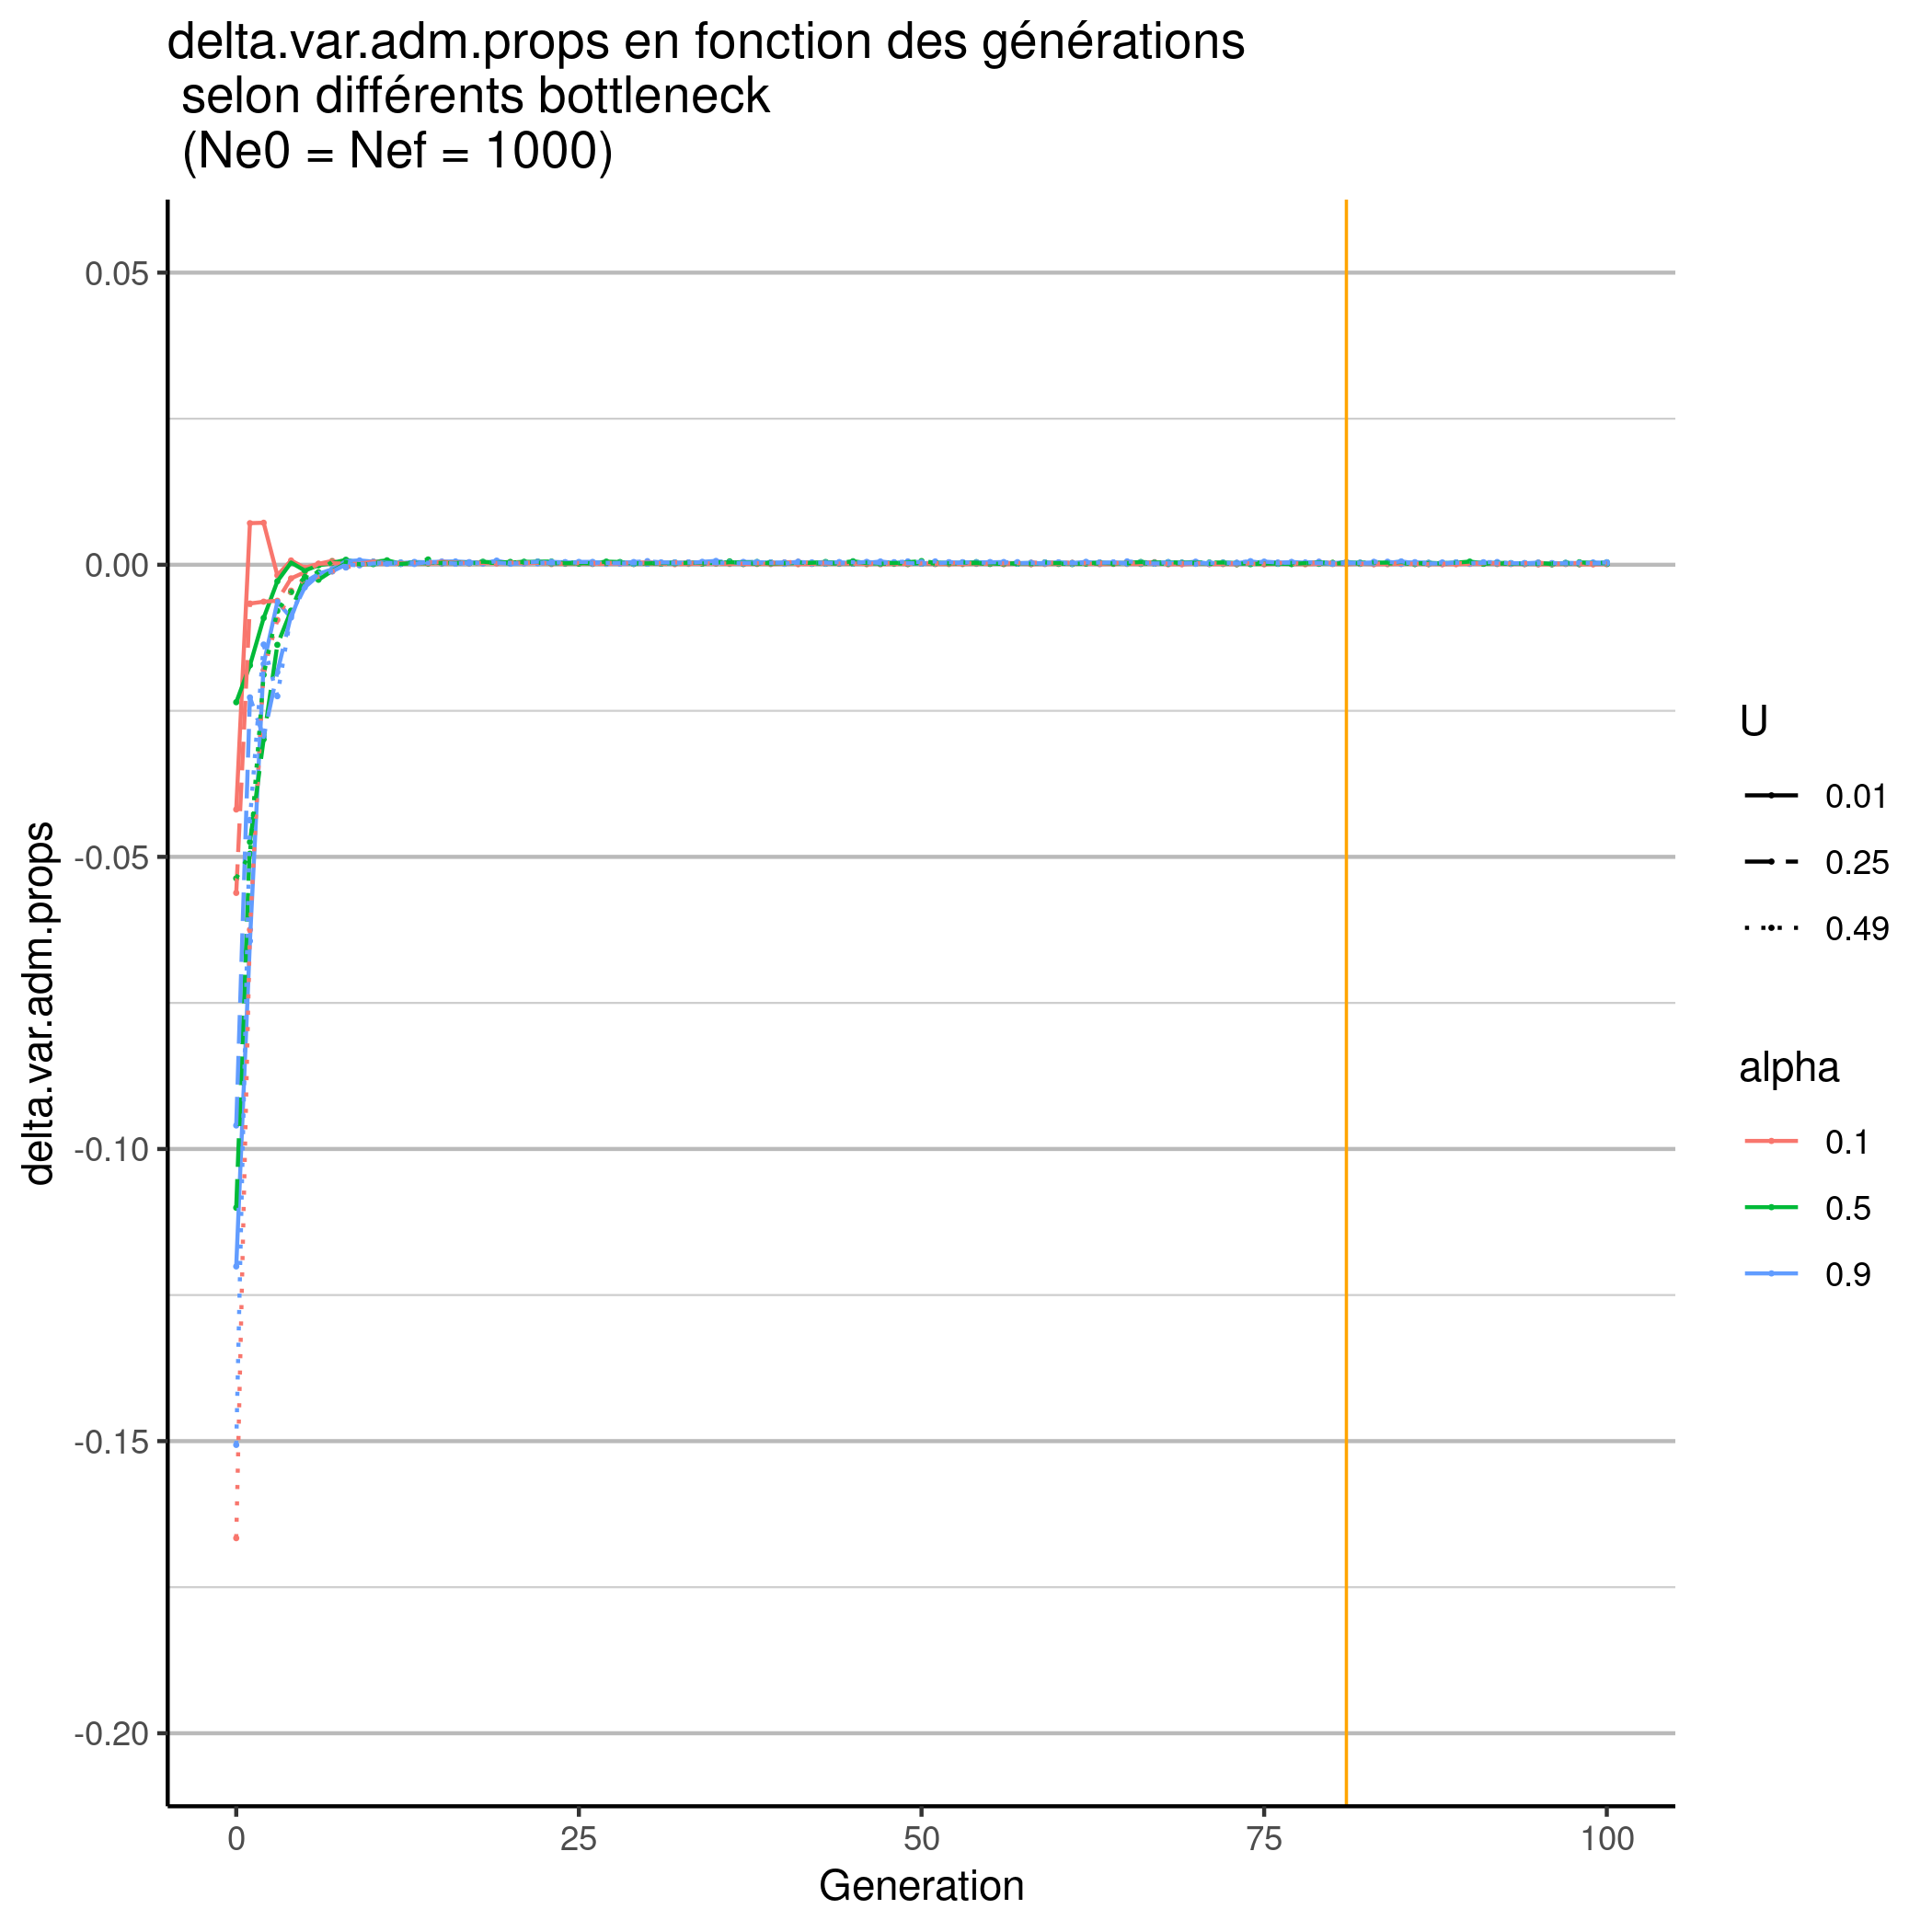 delta.var.adm.props en fonction des générations
selon différents bottleneck
(Ne0 = Nef = 1000)
delta.var.adm.props
0.05
0.00
-0.05
-0.10
-0.15
-0.20
0
25
50
75
100
Generation
U
0.01
0.25
0.49
alpha
0.1
0.5
0.9